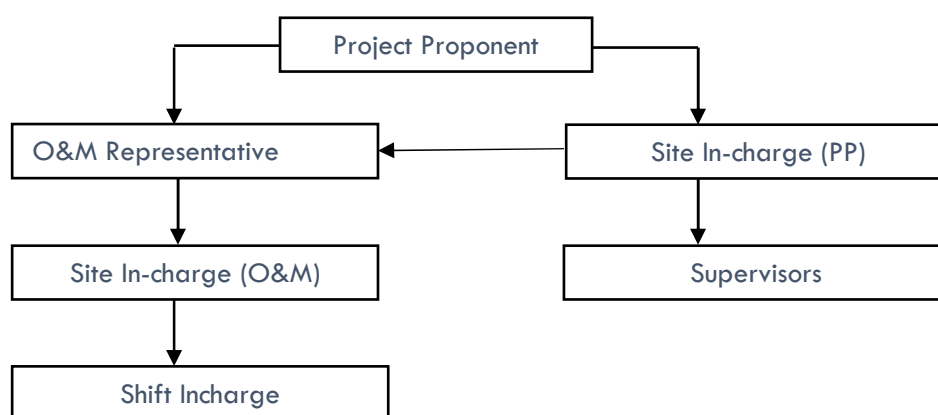 Project Proponent
O&M Representative
Site In-charge (PP)
Site In-charge (O&M)
Supervisors
Shift Incharge